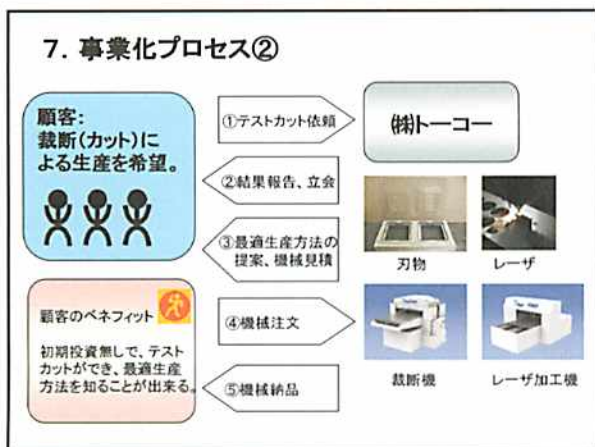 7. 事業化プロセス②
顧客:
裁断(カット)に
よる生産を希望。
①テストカット依頼
㈱トーコー
②結果報告、立会
③最適生産方法の
提案、機械見積
刃物
レーザ
顧客のベネフィット
初期投資無しで、テスト
カットができ、最適生産
方法を知ることが出来る。
④機械注文
⑤機械納品
裁断機
レーザ加工機